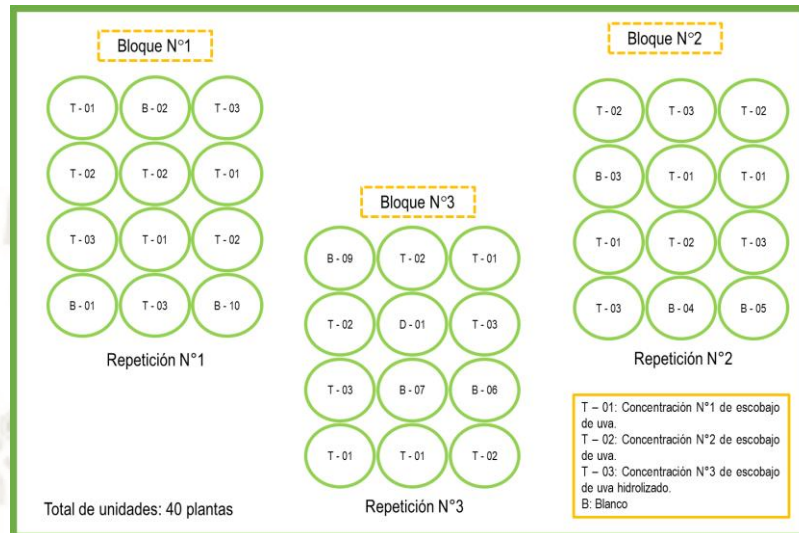 Bloque N°1
T - 01 B - 02 T - 03
T - 02 T - 02 T - 01
T - 03 T - 01 T - 02
B - 01 T - 03 B - 10
Repetición N°1
Bloque N°2
T - 02 T - 03 T - 02
B - 03 T - 01 T - 01
T - 01 T - 02 T - 03
T - 03 B - 04 B - 05
Repetición N°2
Bloque N°3
B - 09 T - 02 T - 01
T - 02 D - 01 T - 03
T - 03 B - 07 B - 06
T - 01 T - 01 T - 02
Repetición N°3
T – 01: Concentración N°1 de escobajo
de uva.
T – 02: Concentración N°2 de escobajo
de uva.
T – 03: Concentración N°3 de escobajo
de uva hidrolizado.
B: Blanco
Total de unidades: 40 plantas